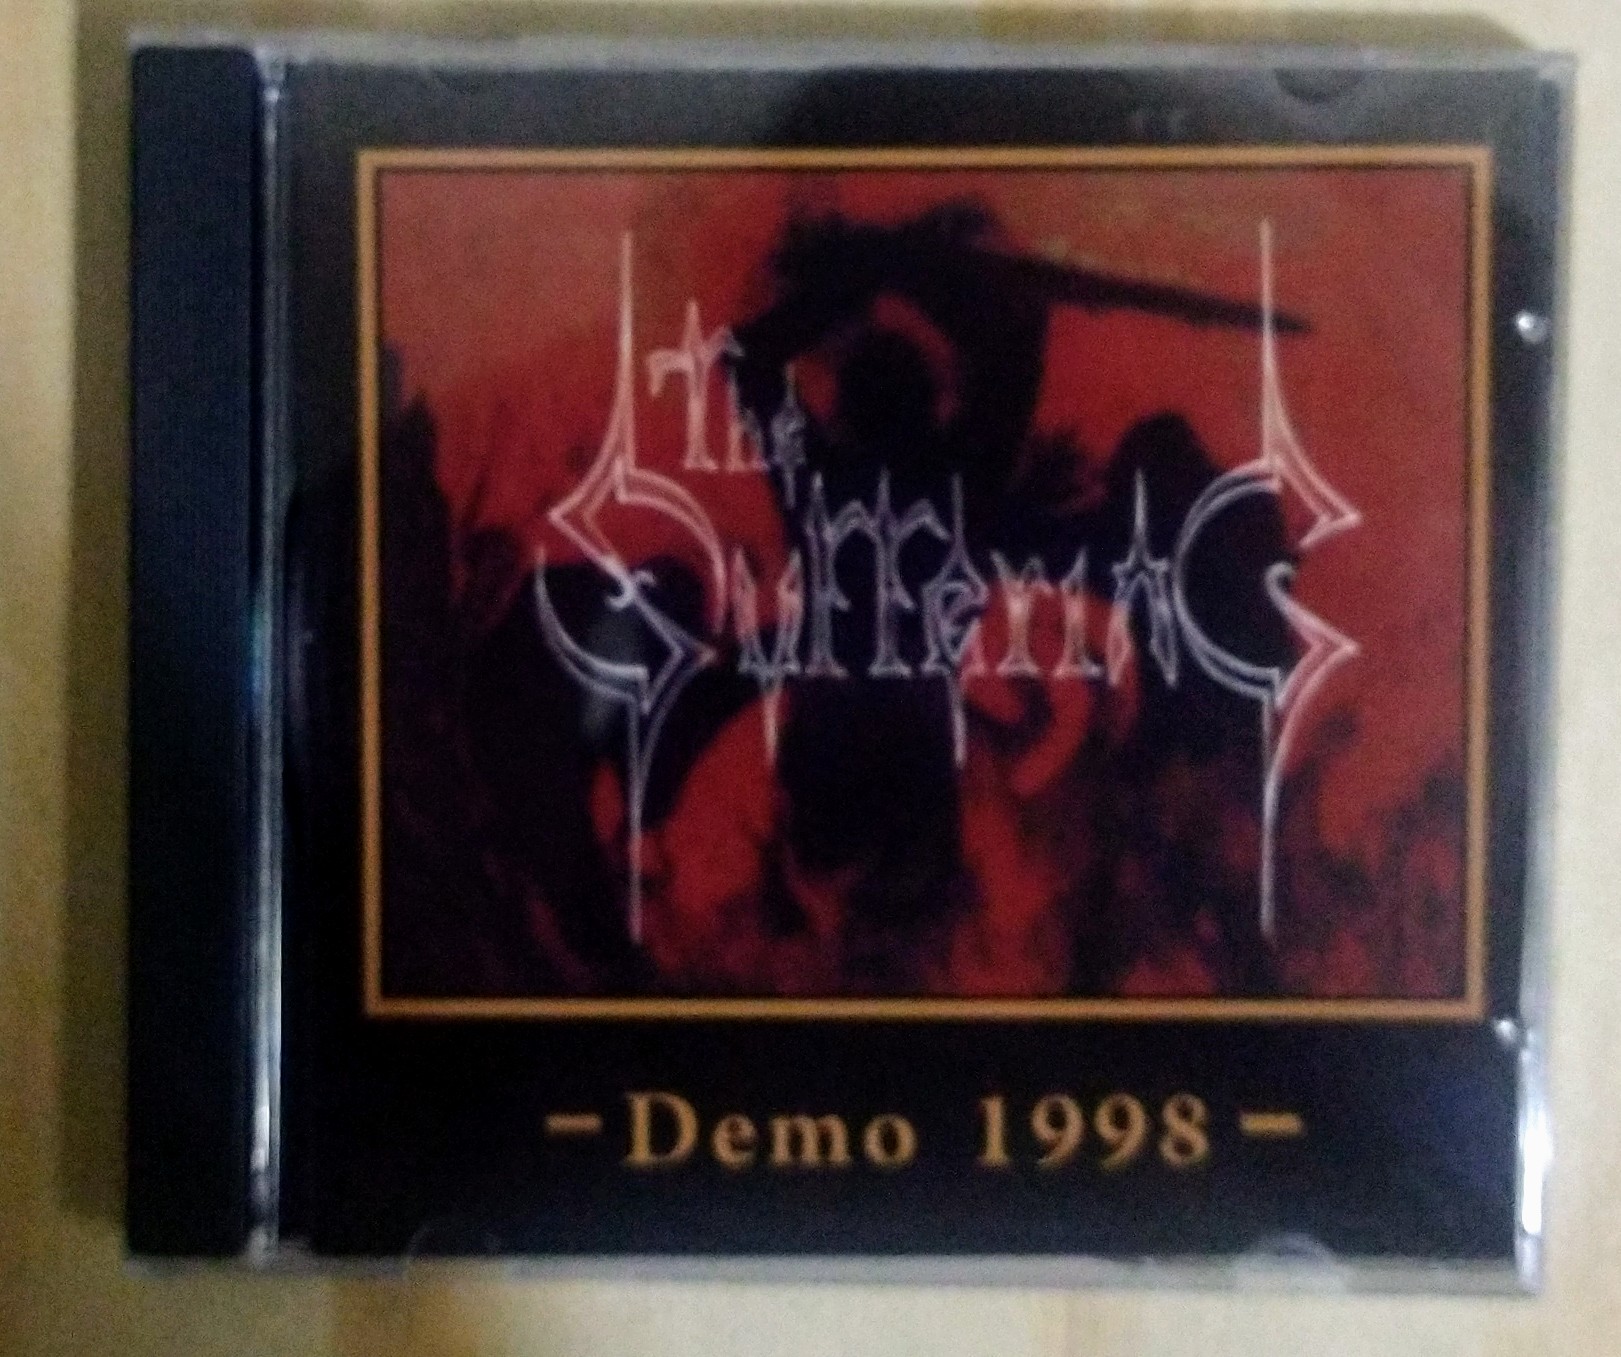 The
Suffering
- Demo 1998 -